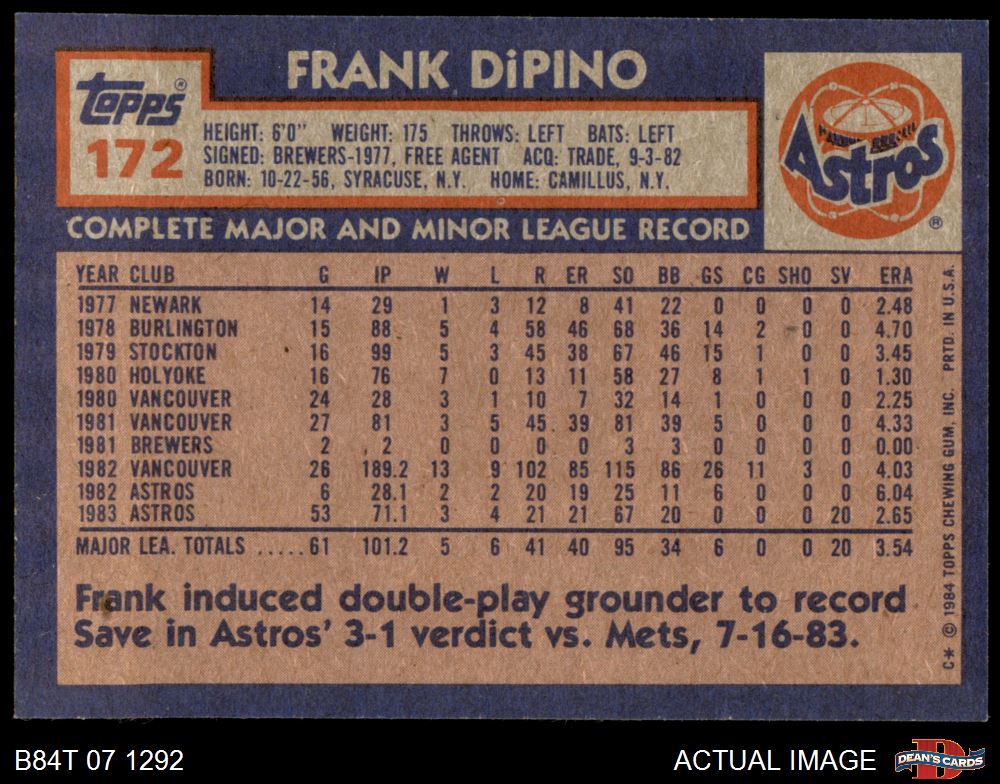 FRANK DiPINO
TOPPS®
172
HEIGHT: 6'0" WEIGHT: 175 THROWS: LEFT BATS: LEFT
SIGNED: BREWERS-1977, FREE AGENT ACQ: TRADE, 9-3-82
BORN: 10-22-56, SYRACUSE, N.Y. HOME: CAMILLUS, N.Y.
Astros
®
COMPLETE MAJOR AND MINOR LEAGUE RECORD
YEAR CLUB G IP W L R ER SO BB GS CG SHO SV ERA
1977 NEWARK 14 29 1 3 12 8 41 22 0 0 0 0 2.48
1978 BURLINGTON 15 88 5 4 58 46 68 36 14 2 0 0 4.70
1979 STOCKTON 16 99 5 3 45 38 67 46 15 1 0 0 3.45
1980 HOLYOKE 16 76 7 0 13 11 58 27 8 1 1 0 1.30
1980 VANCOUVER 24 28 3 1 10 7 32 14 1 0 0 0 2.25
1981 VANCOUVER 27 81 3 5 45 39 81 39 5 0 0 0 4.33
1981 BREWERS 2 2 0 0 0 0 3 3 0 0 0 0 0.00
1982 VANCOUVER 26 189.2 13 9 102 85 115 86 26 11 3 0 4.03
1982 ASTROS 6 28.1 2 2 20 19 25 11 6 0 0 0 6.04
1983 ASTROS 53 71.1 3 4 21 21 67 20 0 0 0 20 2.65
MAJOR LEA. TOTALS .....61 101.2 5 6 41 40 95 34 6 0 0 20 3.54
Frank induced double-play grounder to record
Save in Astros' 3-1 verdict vs. Mets, 7-16-83.
C* © 1984 TOPPS CHEWING GUM, INC. PRTD. IN U.S.A.
B84T 07 1292
ACTUAL IMAGE
D
DEAN'S CARDS